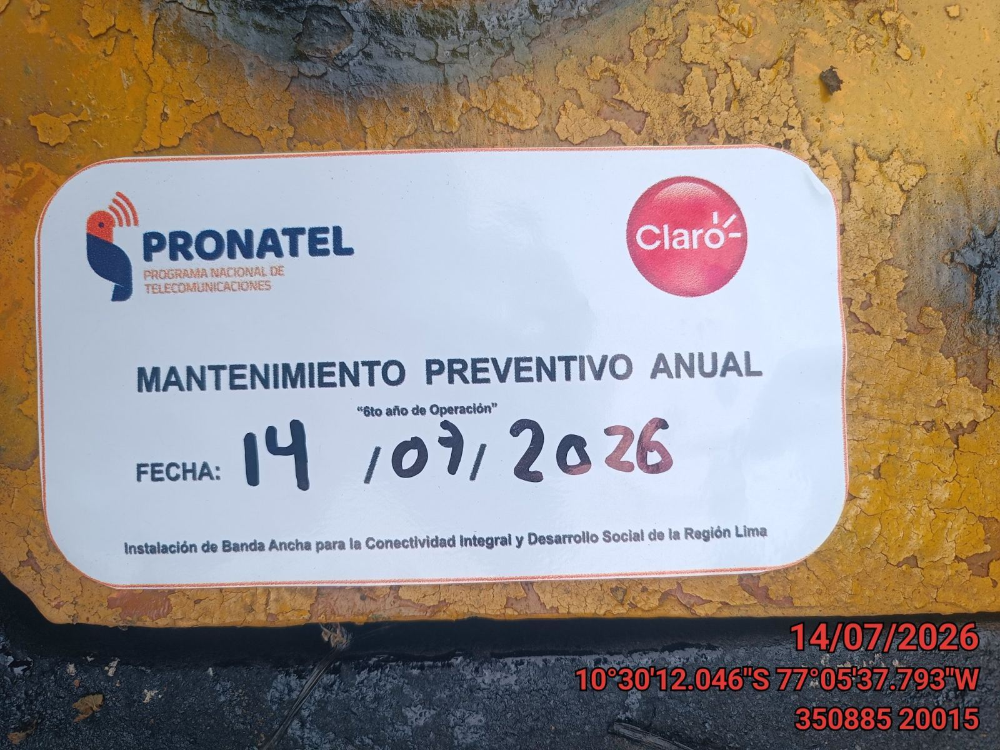 PRONATEL
PROGRAMA NACIONAL DE
TELECOMUNICACIONES
Claro
MANTENIMIENTO PREVENTIVO ANUAL
"6to año de Operación"
FECHA: 14 /07/ 2026
Instalación de Banda Ancha para la Conectividad Integral y Desarrollo Social de la Región Lima
14/07/2026
10°30'12.046"S 77°05'37.793"W
350885 20015